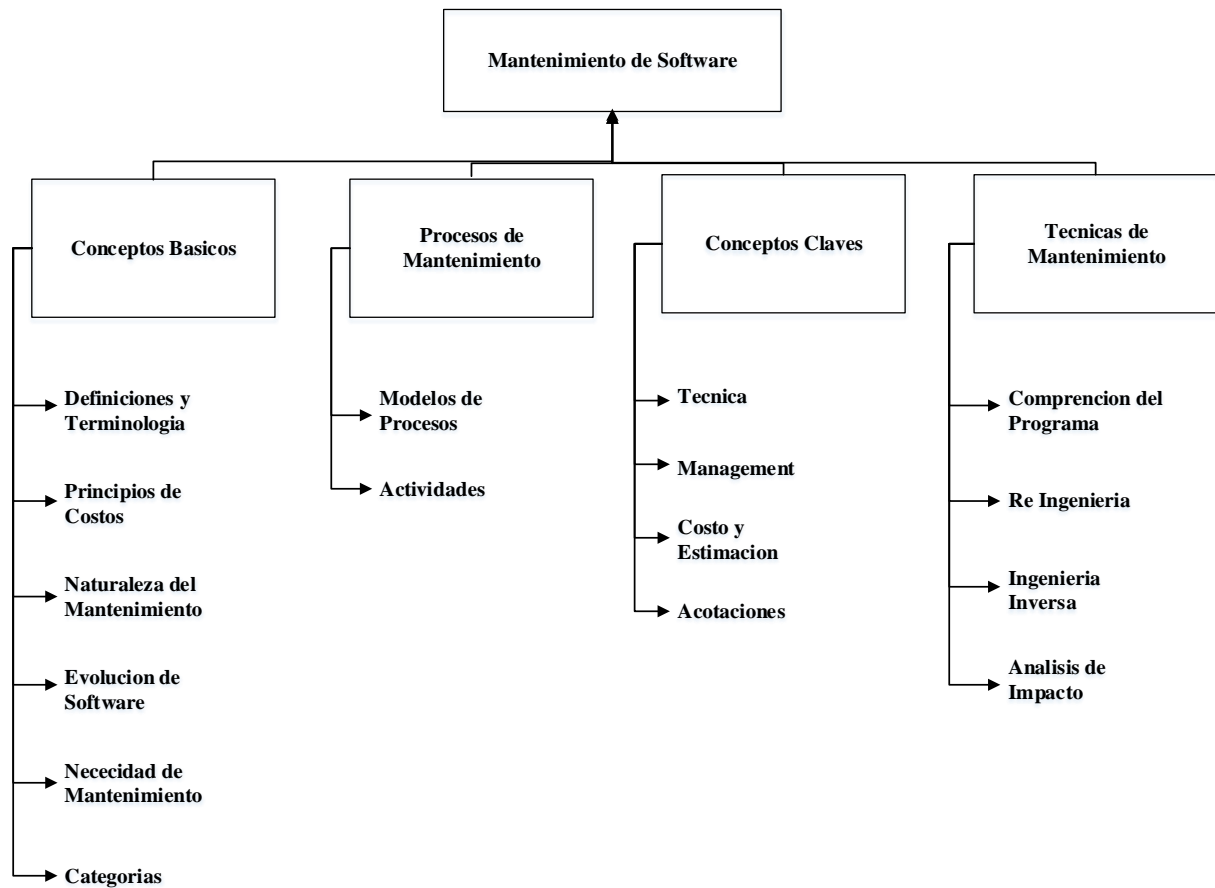 Mantenimiento de Software
Conceptos Basicos
Procesos de
Mantenimiento
Conceptos Claves
Tecnicas de
Mantenimiento
Definiciones y
Terminologia
Principios de
Costos
Naturaleza del
Mantenimiento
Evolucion de
Software
Nececidad de
Mantenimiento
Categorias
Modelos de
Procesos
Actividades
Tecnica
Management
Costo y
Estimacion
Acotaciones
Comprencion del
Programa
Re Ingenieria
Ingenieria
Inversa
Analisis de
Impacto